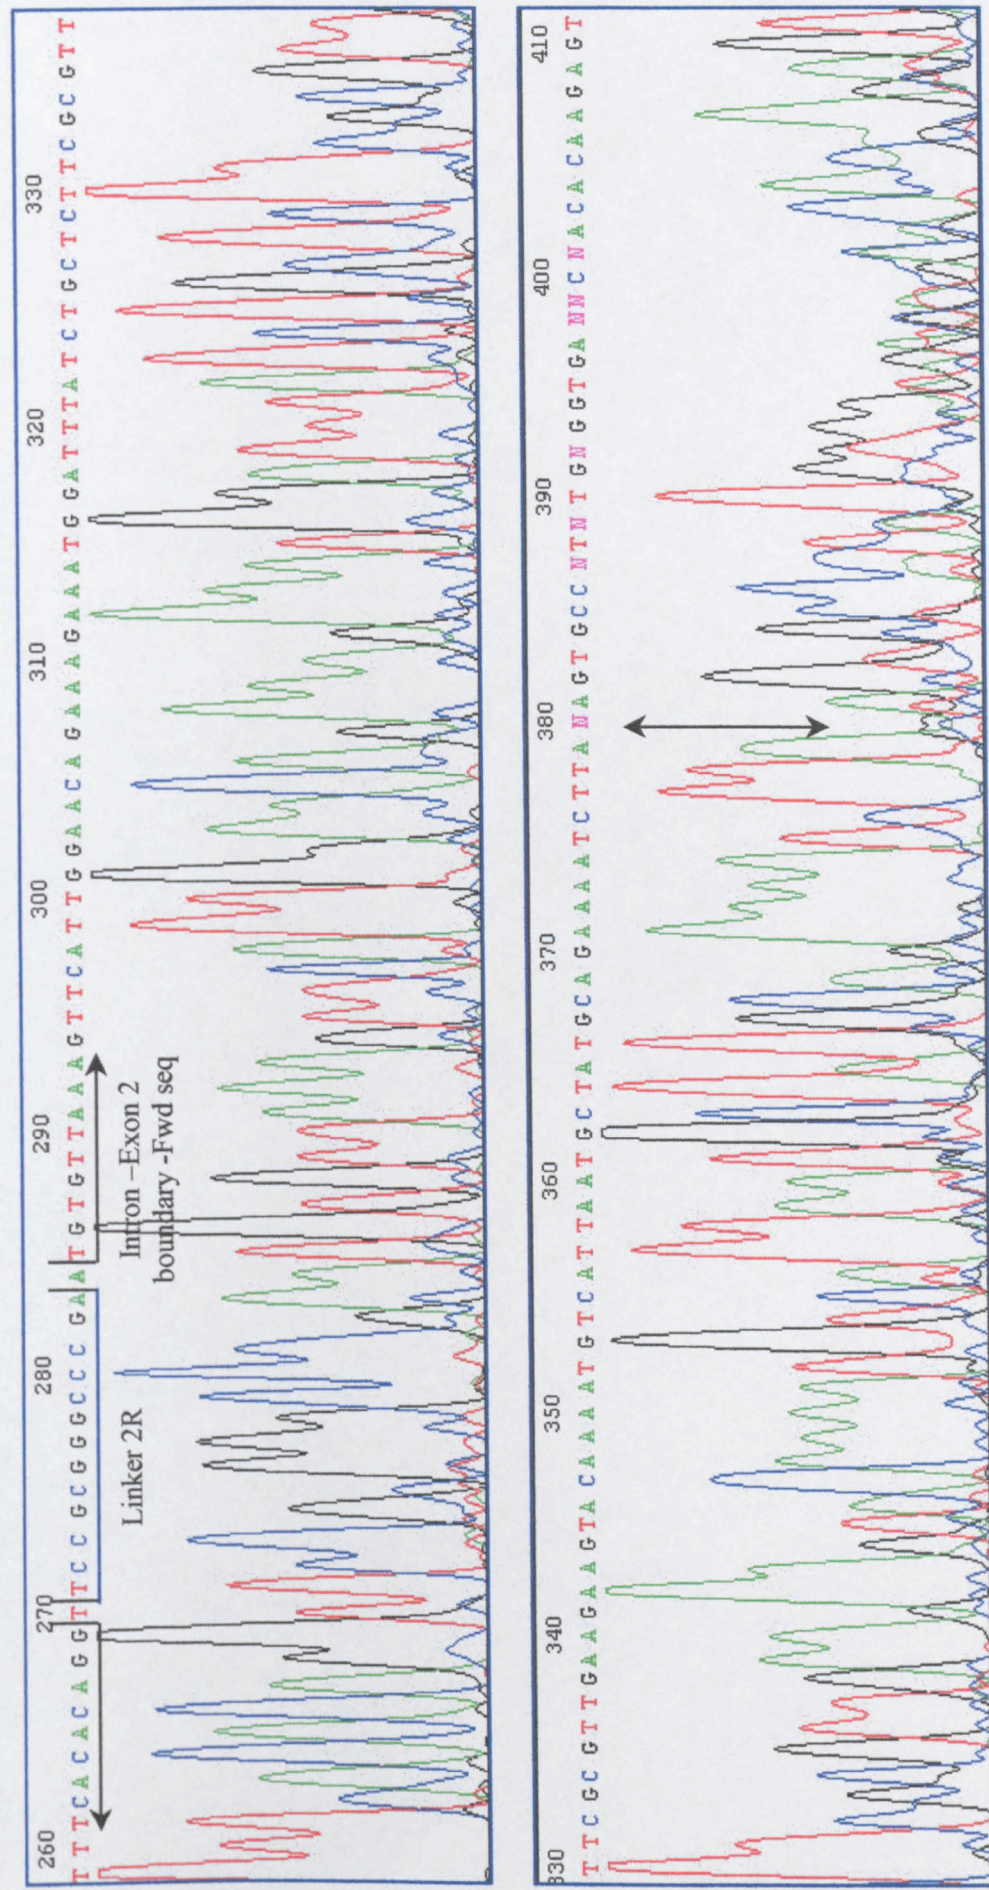 260 270 280 290 300 310 320 330
T T T C A C A C A G G T T C C G C G G G C C C G A A T G T G T T A A A G T T C A T T G G A A C A G A A A G A A A T G G A T T T A T C T G C T C T T C G C G T T
Linker 2R
Intron –Exon 2
boundary -Fwd seq
330 340 350 360 370 380 390 400 410
T T C G C G T T G A A G A A G T A C A A A A T G T C A T T A A T G C T A T G C A G A A A A T C T T A N A G T G C C N T N T G N G G T G A N N C N A C A C A A G A G T